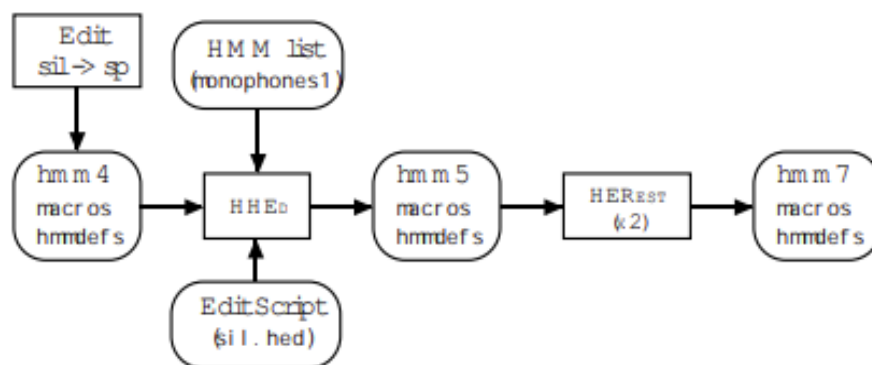 Edit
sil-> sp
HMM list
(monophones1)
hmm4
macros
hmmdefs
HHED
hmm5
macros
hmmdefs
HEREST
(x2)
hmm7
macros
hmmdefs
EditScript
(sil.hed)